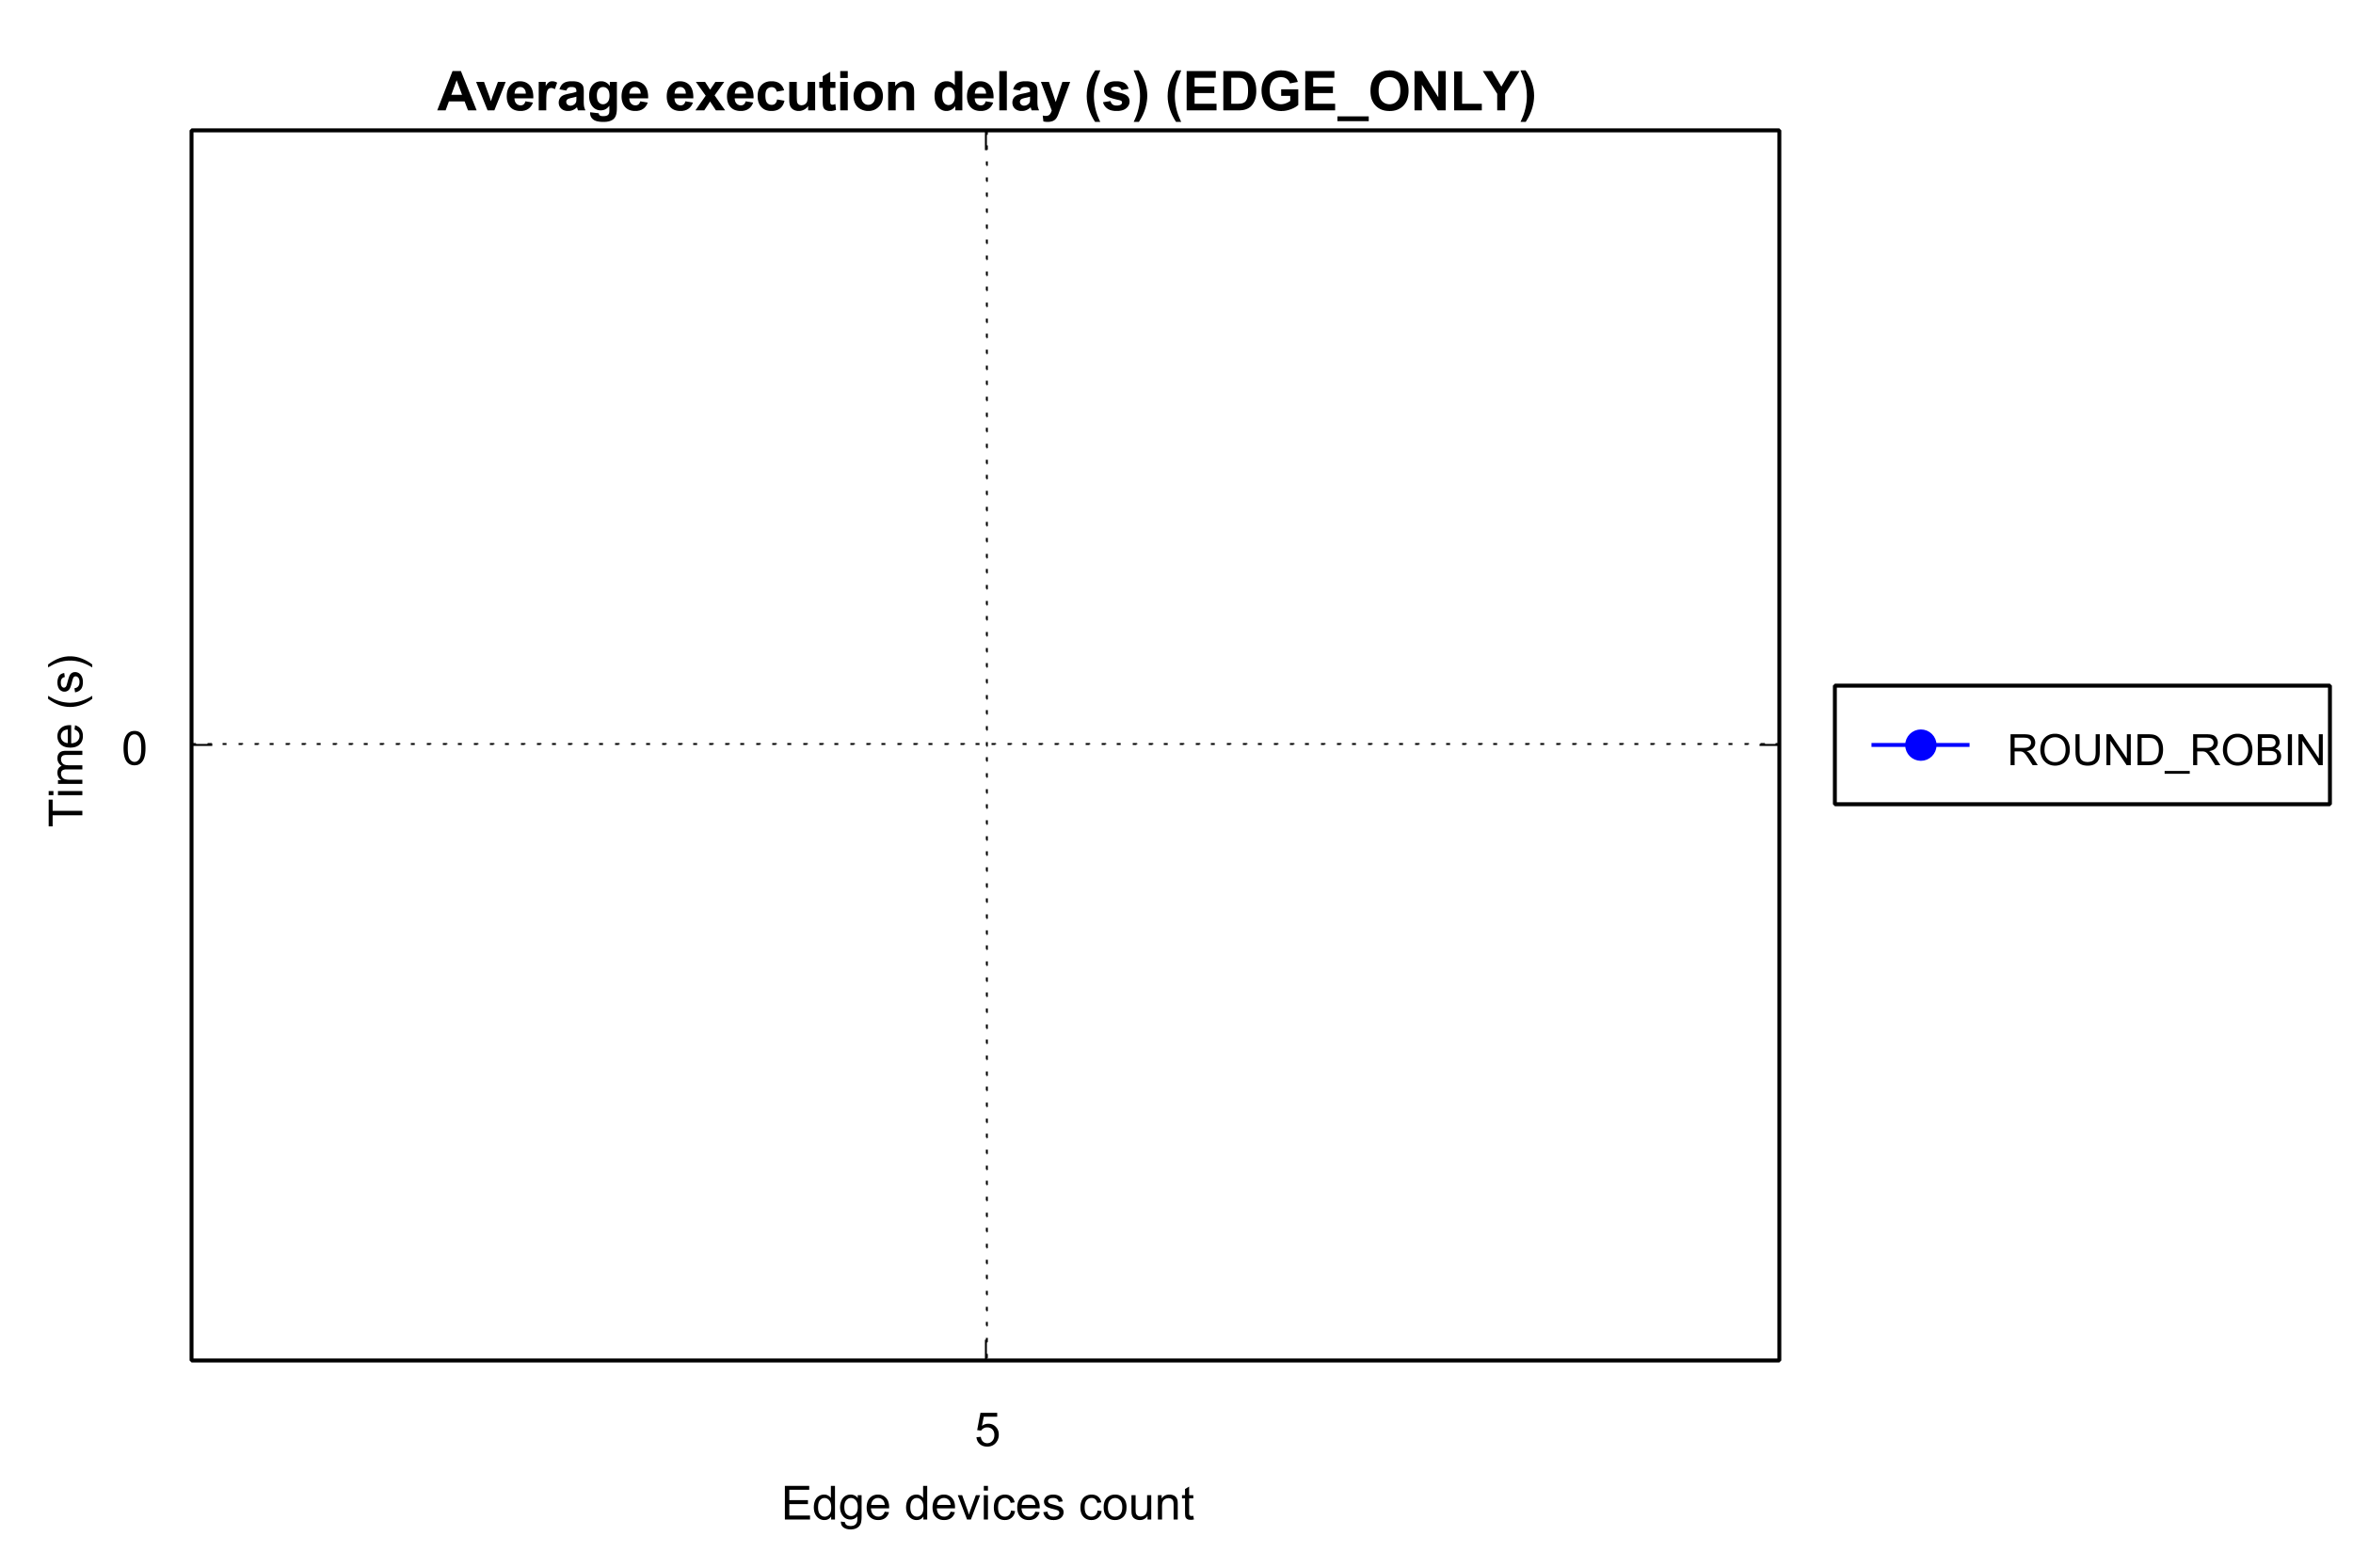 Average execution delay (s) (EDGE_ONLY)
Time (s)
0
ROUND_ROBIN
5
Edge devices count